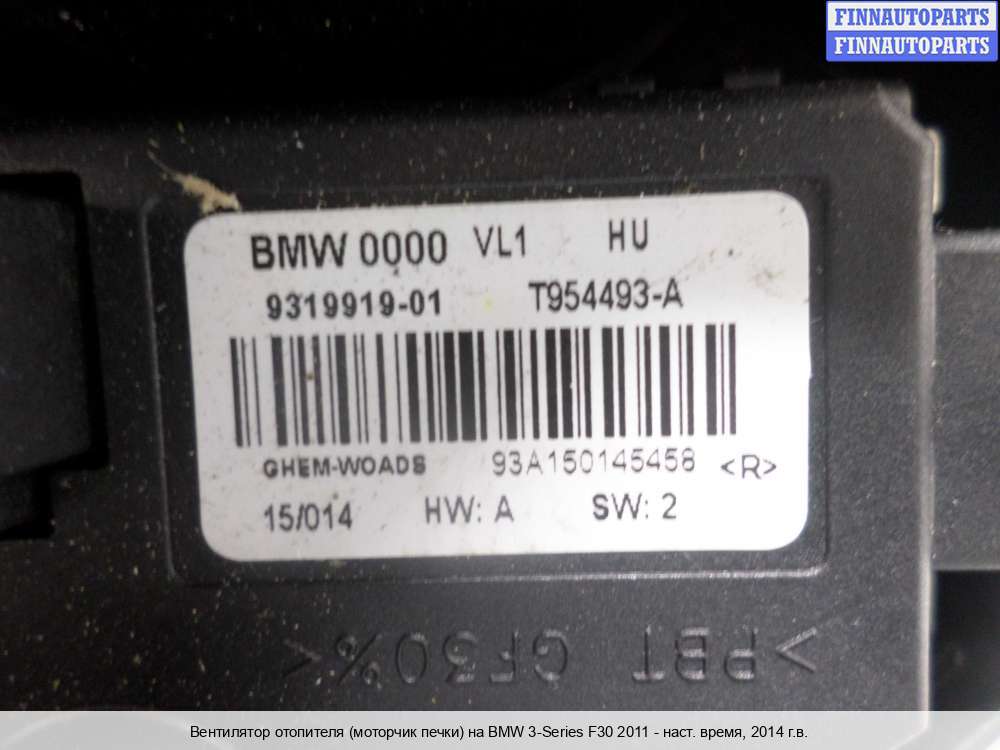 FINNAUTOPARTS
FINNAUTOPARTS
BMW 0000 VL1 HU
9319919-01 T954493-A
GHEM-WOADS 93A150145458 <R>
15/014 HW: A SW: 2
>PBT GF30%<
Вентилятор отопителя (моторчик печки) на BMW 3-Series F30 2011 - наст. время, 2014 г.в.